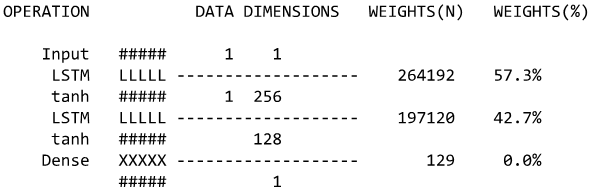 OPERATION DATA DIMENSIONS WEIGHTS(N) WEIGHTS(%)
Input ##### 1 1
LSTM LLLLL ------------------- 264192 57.3%
tanh ##### 1 256
LSTM LLLLL ------------------- 197120 42.7%
tanh ##### 128
Dense XXXXX ------------------- 129 0.0%
##### 1